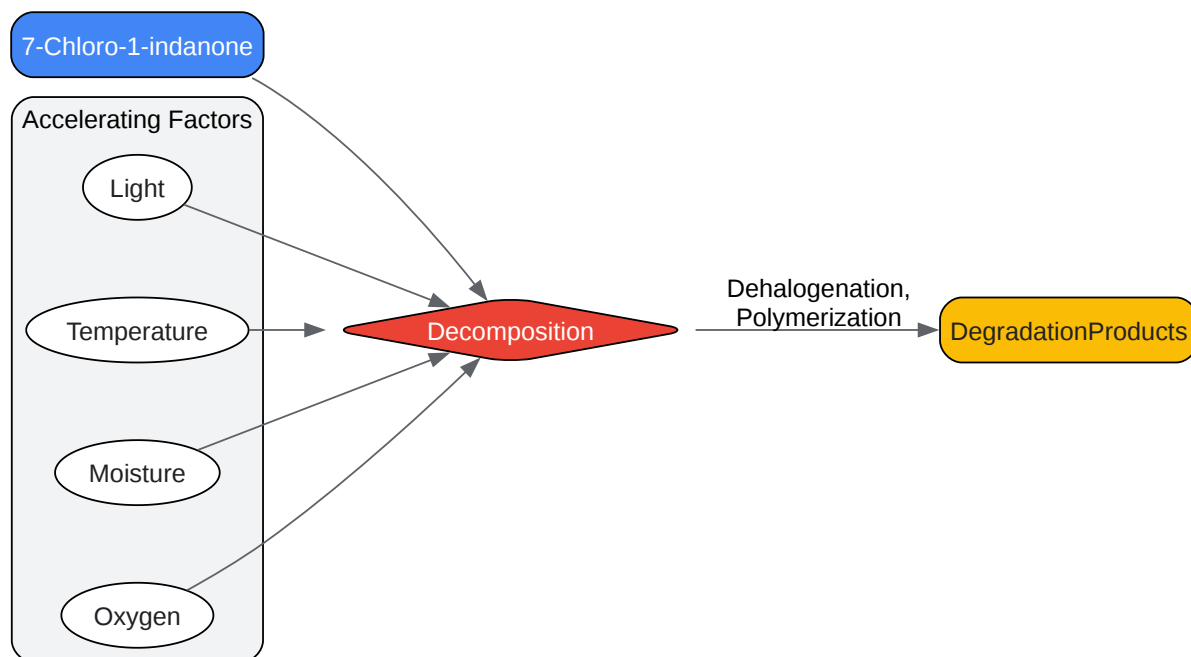 7-Chloro-1-indanone
Accelerating Factors
Light
Temperature
Moisture
Oxygen
Decomposition
Dehalogenation,
Polymerization
DegradationProducts